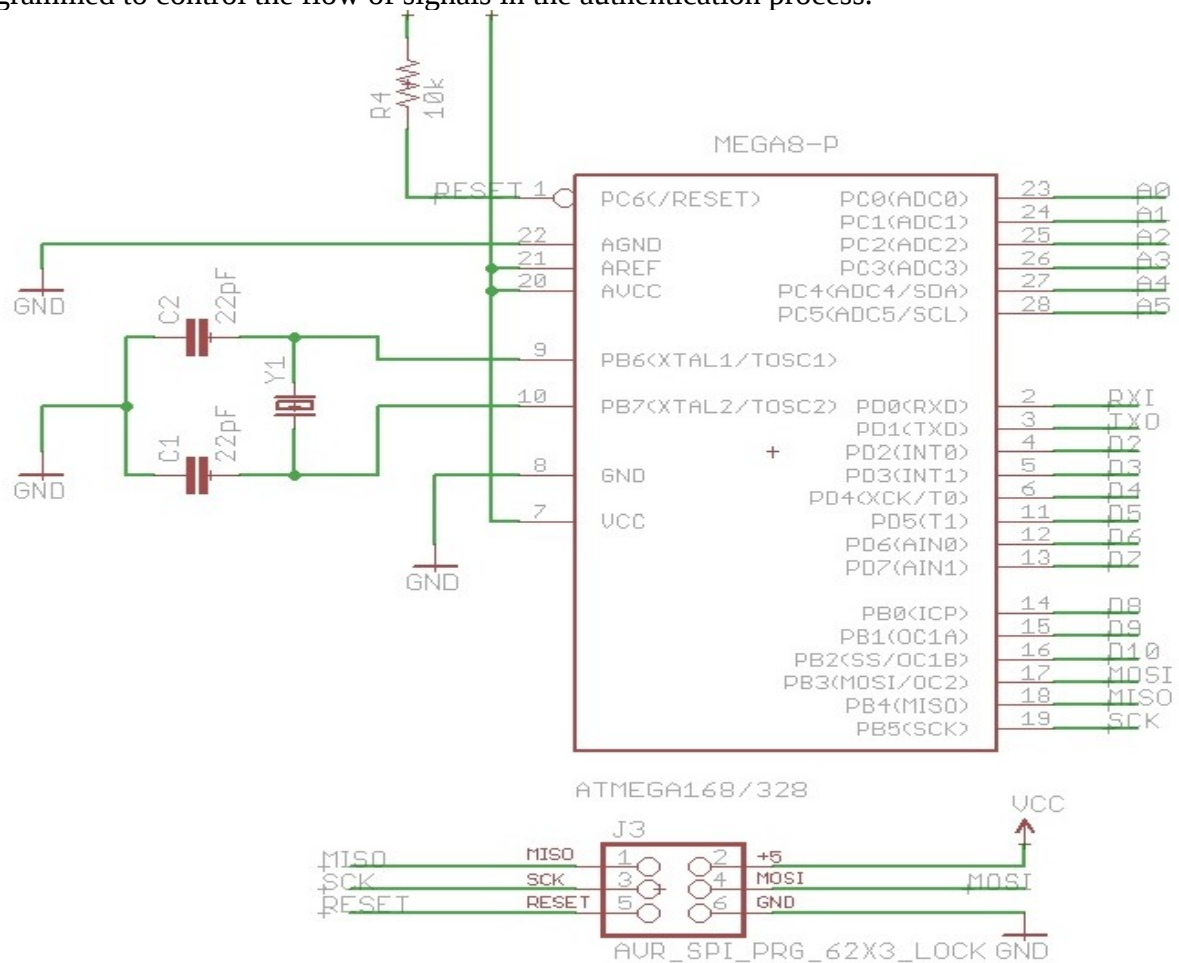 grammed to control the flow of signals in the authentication process.
R4
10k
MEGA8-P
RESET 1 PC6(/RESET) PC0(ADC0) 23 A0
PC1(ADC1) 24 A1
22 AGND PC2(ADC2) 25 A2
21 AREF PC3(ADC3) 26 A3
20 AVCC PC4(ADC4/SDA) 27 A4
PC5(ADC5/SCL) 28 A5
GND
C2
22pF
9 PB6(XTAL1/TOSC1)
Y1
10 PB7(XTAL2/TOSC2) PD0(RXD) 2 RXI
PD1(TXD) 3 TXO
PD2(INT0) 4 D2
C1
22pF
GND
8 GND PD3(INT1) 5 D3
PD4(XCK/T0) 6 D4
7 VCC PD5(T1) 11 D5
PD6(AIN0) 12 D6
PD7(AIN1) 13 D7
GND
PB0(ICP) 14 D8
PB1(OC1A) 15 D9
PB2(SS/OC1B) 16 D10
PB3(MOSI/OC2) 17 MOSI
PB4(MISO) 18 MISO
PB5(SCK) 19 SCK
ATMEGA168/328
VCC
J3
MISO MISO 1 2 +5
SCK SCK 3 4 MOSI MOSI
RESET RESET 5 6 GND
AVR_SPI_PRG_62X3_LOCK GND